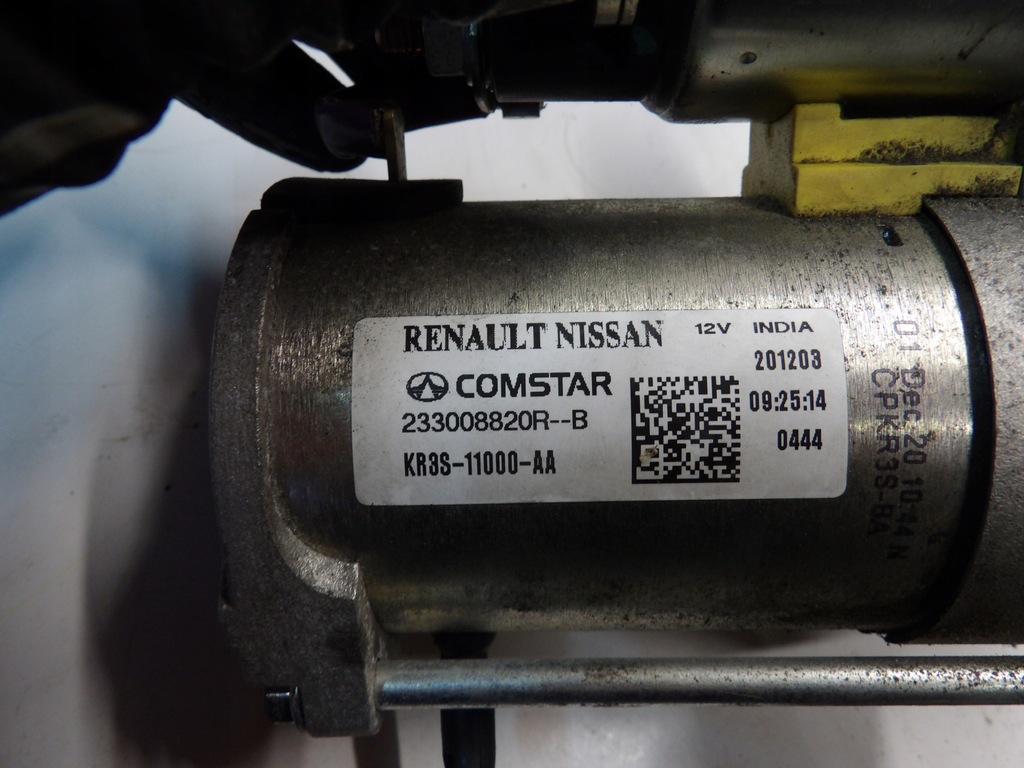 RENAULT NISSAN 12V INDIA
201203
COMSTAR
09:25:14
233008820R--B
0444
KR3S-11000-AA
01 Dec 20 10:44 N
CPKR3S-BA